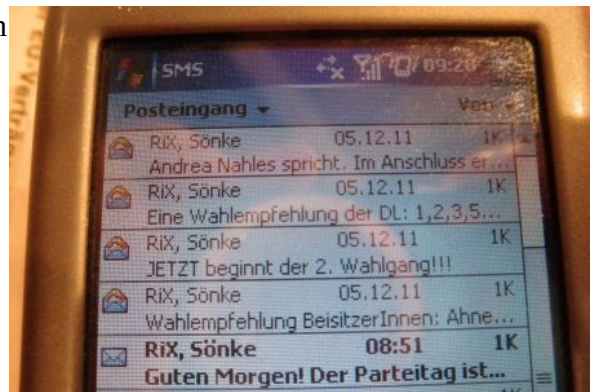 n
SMS 09:28
Posteingang Von
RiX, Sönke 05.12.11 1K
Andrea Nahles spricht. Im Anschluss er...
RiX, Sönke 05.12.11 1K
Eine Wahlempfehlung der DL: 1,2,3,5...
RiX, Sönke 05.12.11 1K
JETZT beginnt der 2. Wahlgang!!!
RiX, Sönke 05.12.11 1K
Wahlempfehlung BeisitzerInnen: Ahne...
RiX, Sönke 08:51 1K
Guten Morgen! Der Parteitag ist...
1K